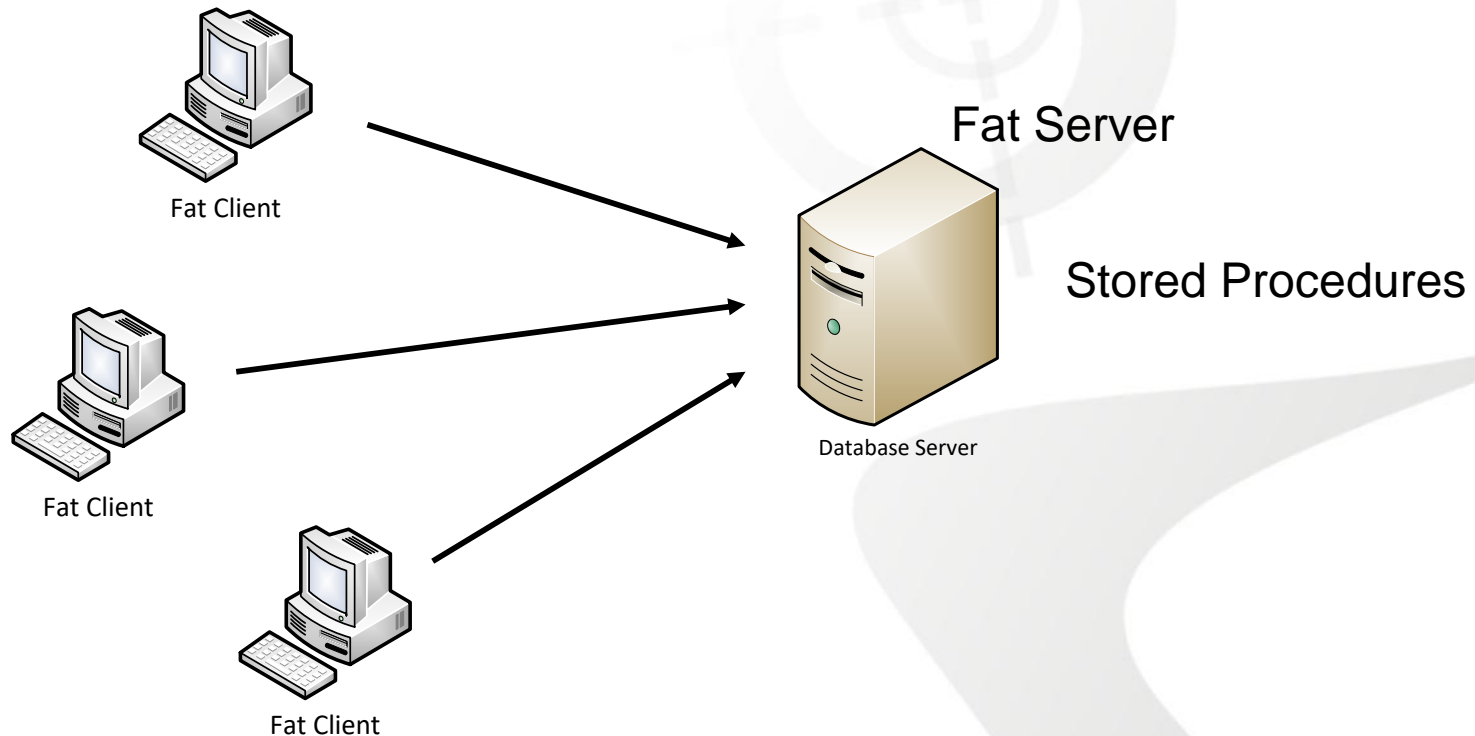 Fat Server
Fat Client
Stored Procedures
Database Server
Fat Client
Fat Client